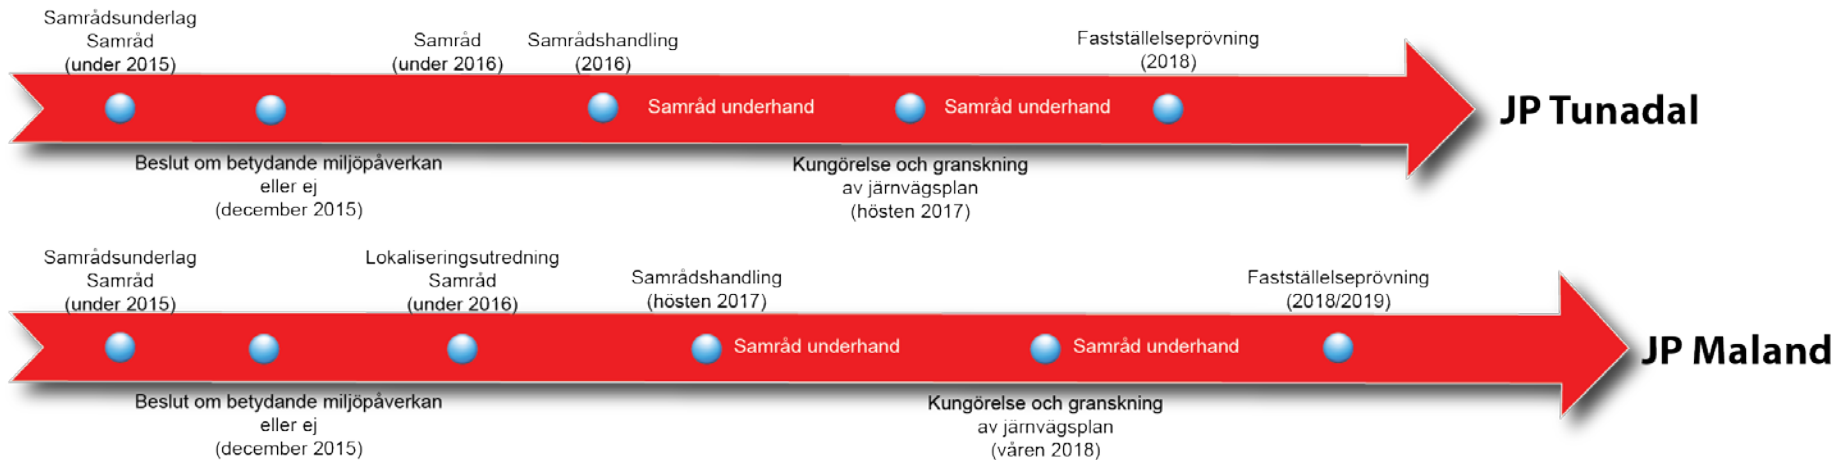 Samrådsunderlag
Samråd
(under 2015)
Samråd
(under 2016)
Samrådshandling
(2016)
Fastställelseprövning
(2018)
Samråd underhand
Samråd underhand
JP Tunadal
Beslut om betydande miljöpåverkan
eller ej
(december 2015)
Kungörelse och granskning
av järnvägsplan
(hösten 2017)
Samrådsunderlag
Samråd
(under 2015)
Lokaliseringsutredning
Samråd
(under 2016)
Samrådshandling
(hösten 2017)
Fastställelseprövning
(2018/2019)
Samråd underhand
Samråd underhand
JP Maland
Beslut om betydande miljöpåverkan
eller ej
(december 2015)
Kungörelse och granskning
av järnvägsplan
(våren 2018)